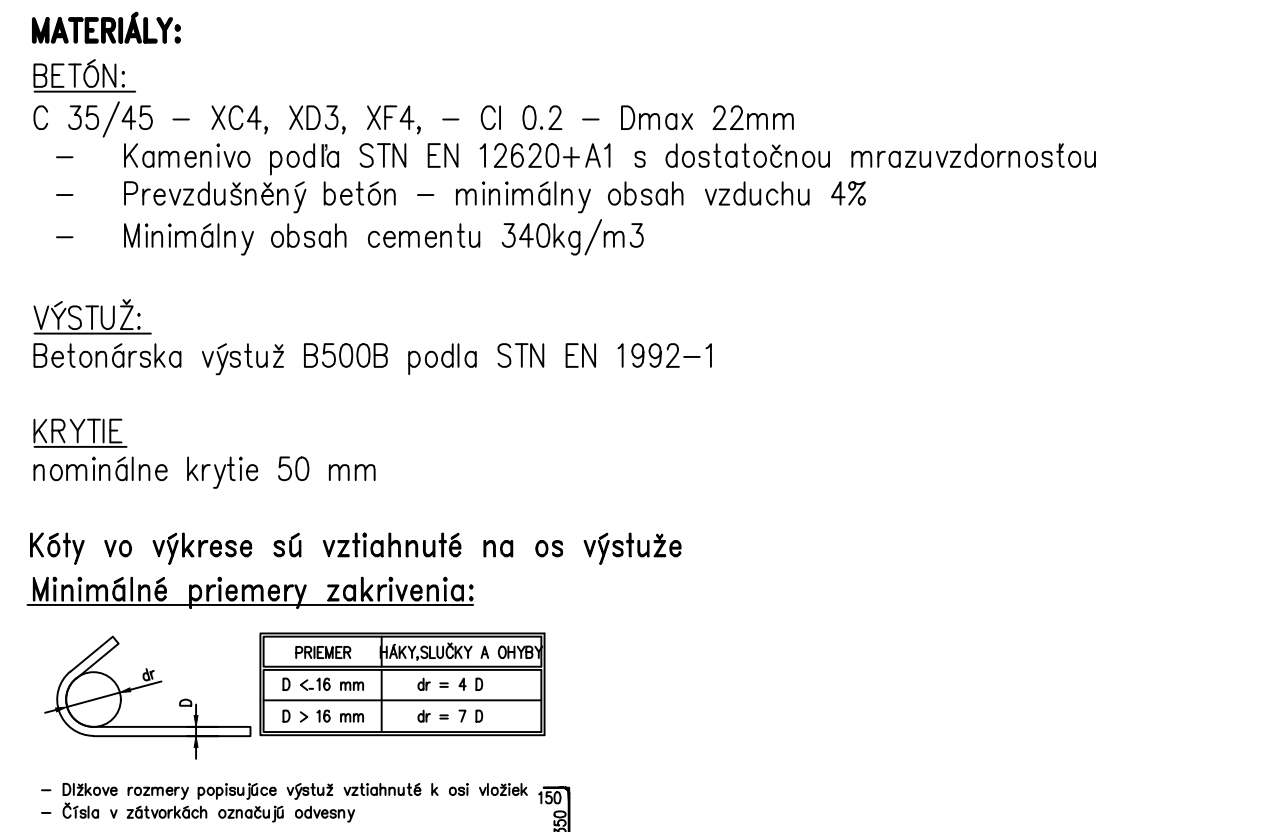 MATERIÁLY:
BETÓN:
C 35/45 – XC4, XD3, XF4, – Cl 0.2 – Dmax 22mm
– Kamenivo podľa STN EN 12620+A1 s dostatočnou mrazuvzdornosťou
– Prevzdušněný betón – minimálny obsah vzduchu 4%
– Minimálny obsah cementu 340kg/m3
VÝSTUŽ:
Betonárska výstuž B500B podla STN EN 1992–1
KRYTIE
nominálne krytie 50 mm
Kóty vo výkrese sú vztiahnuté na os výstuže
Minimálné priemery zakrivenia:
dr
D
PRIEMER HÁKY,SLUČKY A OHYBY
D <–16 mm dr = 4 D
D > 16 mm dr = 7 D
– Dlžkove rozmery popisujúce výstuž vztiahnuté k osi vložiek
– Čísla v zátvorkách označujú odvesny
150